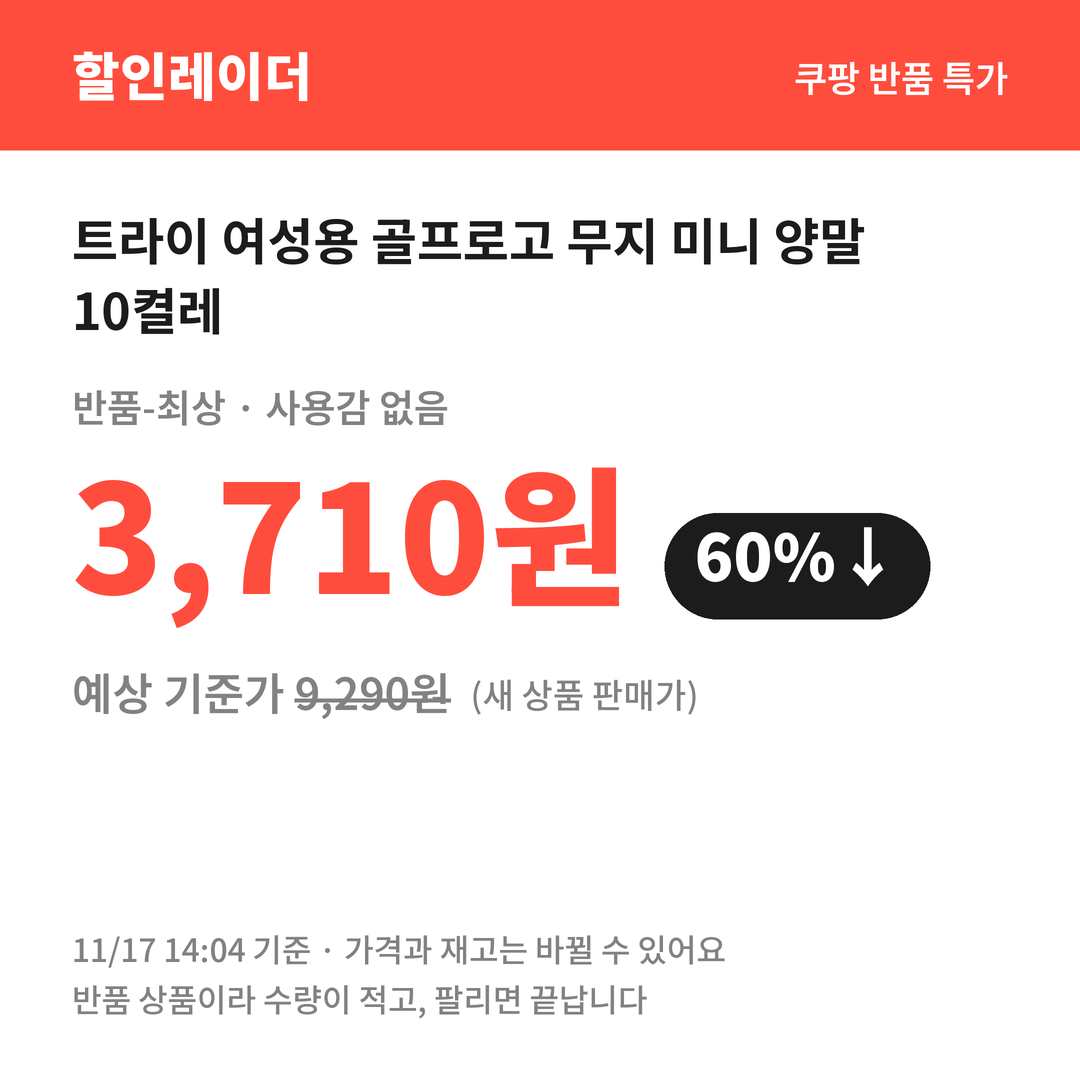 할인레이더
쿠팡 반품 특가
트라이 여성용 골프로고 무지 미니 양말
10켤레
반품-최상 · 사용감 없음
3,710원
60%↓
예상 기준가 9,290원 (새 상품 판매가)
11/17 14:04 기준 · 가격과 재고는 바뀔 수 있어요
반품 상품이라 수량이 적고, 팔리면 끝납니다